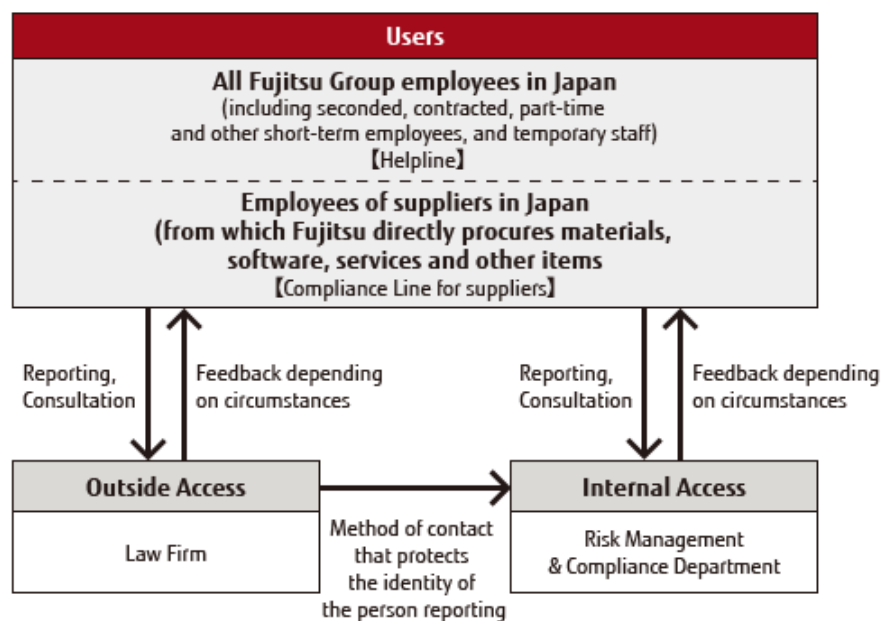 Users
All Fujitsu Group employees in Japan
(including seconded, contracted, part-time
and other short-term employees, and temporary staff)
【Helpline】
Employees of suppliers in Japan
(from which Fujitsu directly procures materials,
software, services and other items
【Compliance Line for suppliers】
Reporting,
Consultation
Feedback depending
on circumstances
Reporting,
Consultation
Feedback depending
on circumstances
Outside Access
Law Firm
Method of contact
that protects
the identity of
the person reporting
Internal Access
Risk Management
& Compliance Department